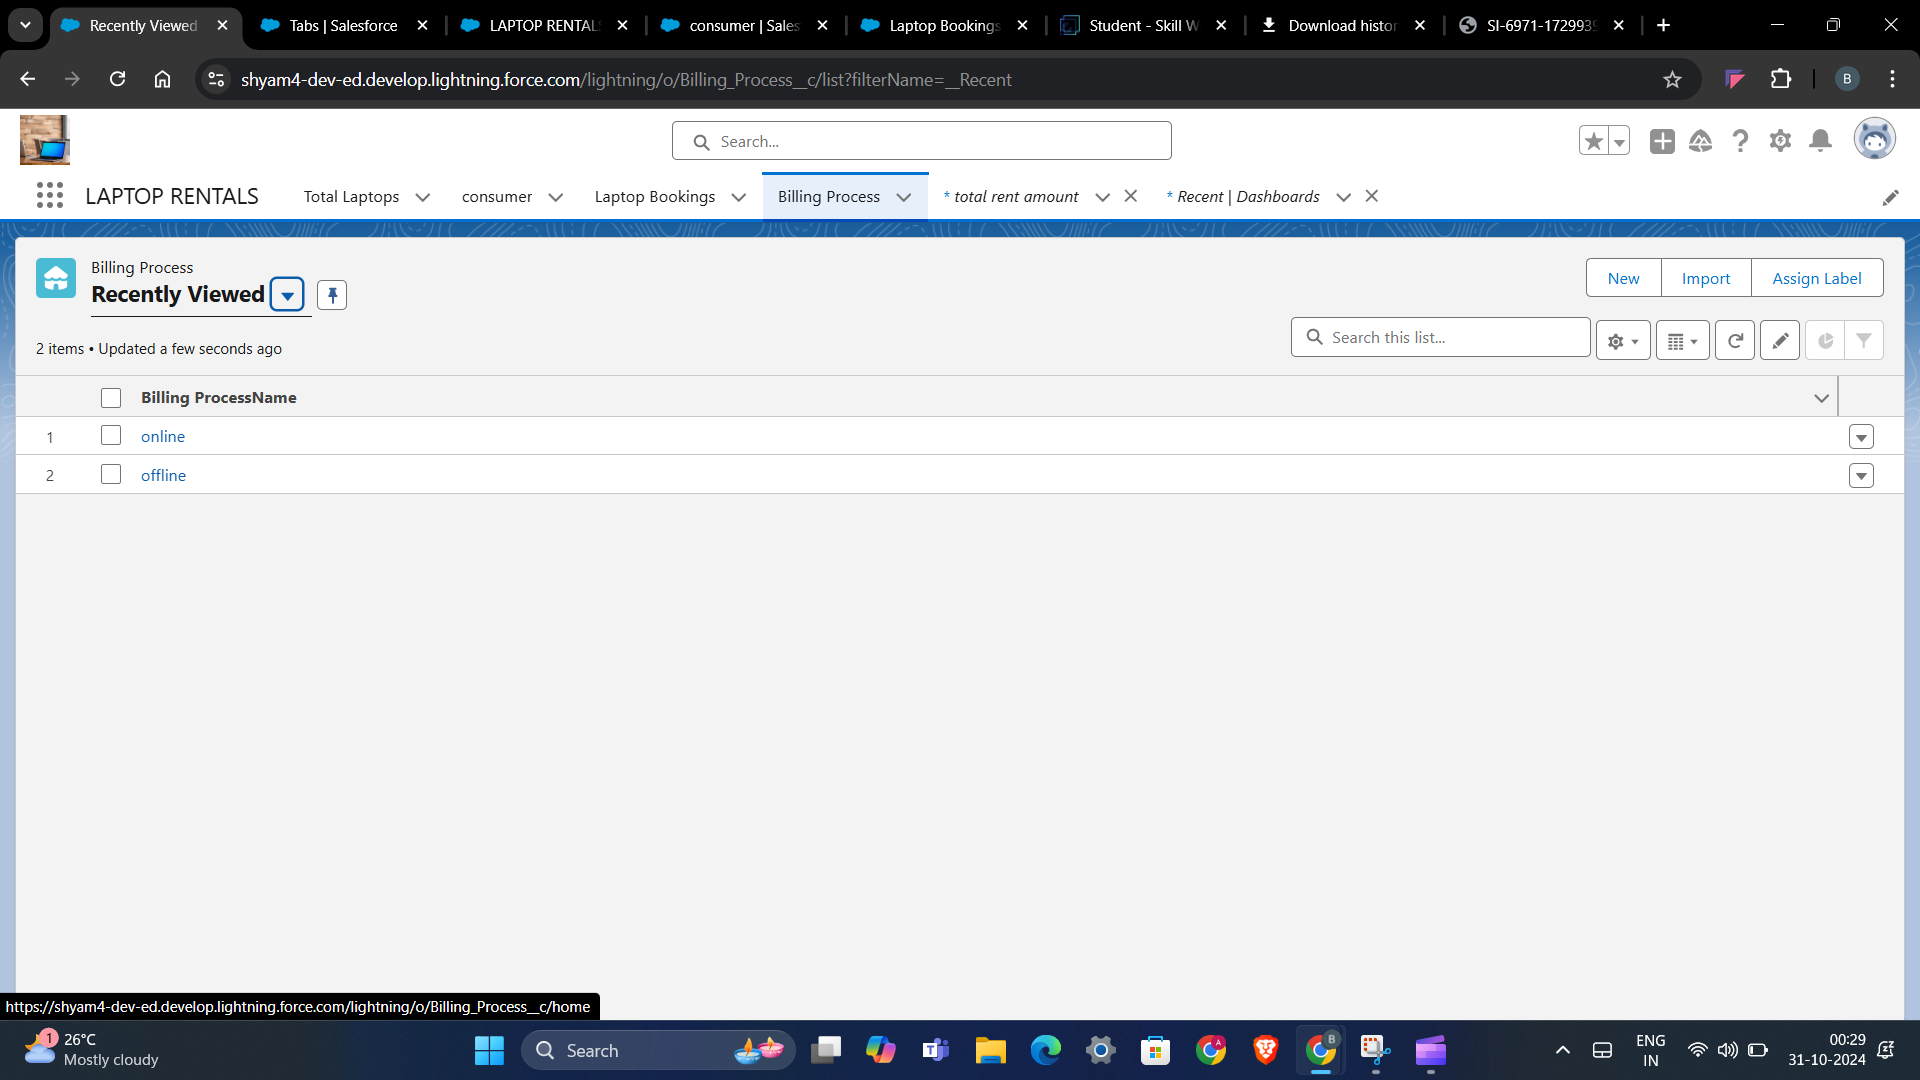 Recently Viewed
Tabs | Salesforce
LAPTOP RENTALS
consumer | Sales
Laptop Bookings
Student - Skill W
Download histor
SI-6971-1729939
shyam4-dev-ed.develop.lightning.force.com/lightning/o/Billing_Process__c/list?filterName=__Recent
B
Search...
LAPTOP RENTALS
Total Laptops
consumer
Laptop Bookings
Billing Process
* total rent amount
* Recent | Dashboards
Billing Process
Recently Viewed
New
Import
Assign Label
2 items • Updated a few seconds ago
Search this list...
Billing ProcessName
1 online
2 offline
https://shyam4-dev-ed.develop.lightning.force.com/lightning/o/Billing_Process__c/home
1
26°C
Mostly cloudy
Search
A
B
ENG
IN
00:29
31-10-2024